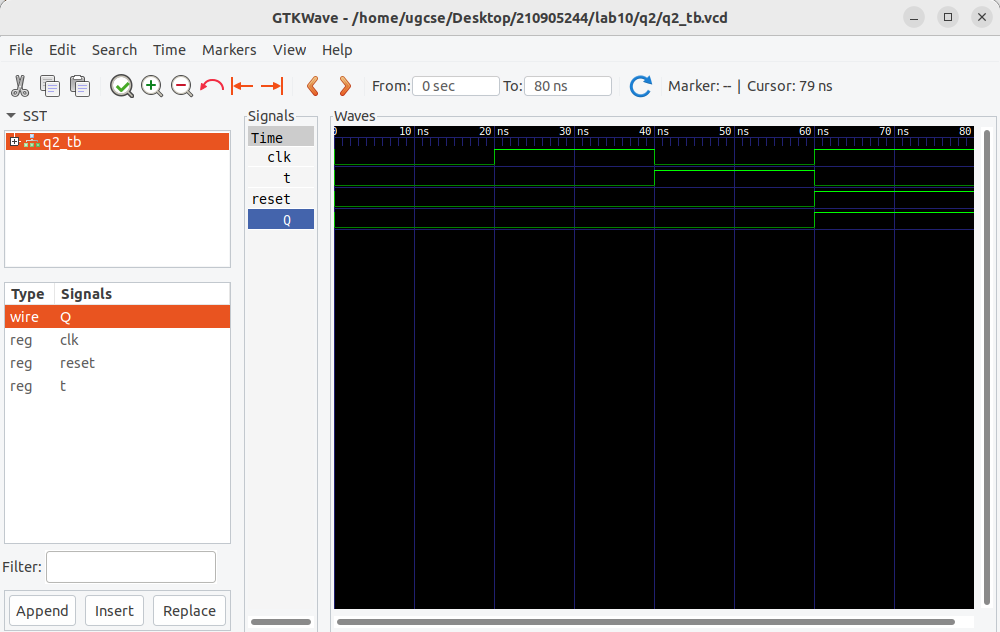 GTKWave - /home/ugcse/Desktop/210905244/lab10/q2/q2_tb.vcd
File Edit Search Time Markers View Help
From: 0 sec To: 80 ns Marker: -- | Cursor: 79 ns
SST
q2_tb
Type Signals
wire Q
reg clk
reg reset
reg t
Filter:
Append Insert Replace
Signals
Time
clk
t
reset
Q
Waves
0 10 ns 20 ns 30 ns 40 ns 50 ns 60 ns 70 ns 80